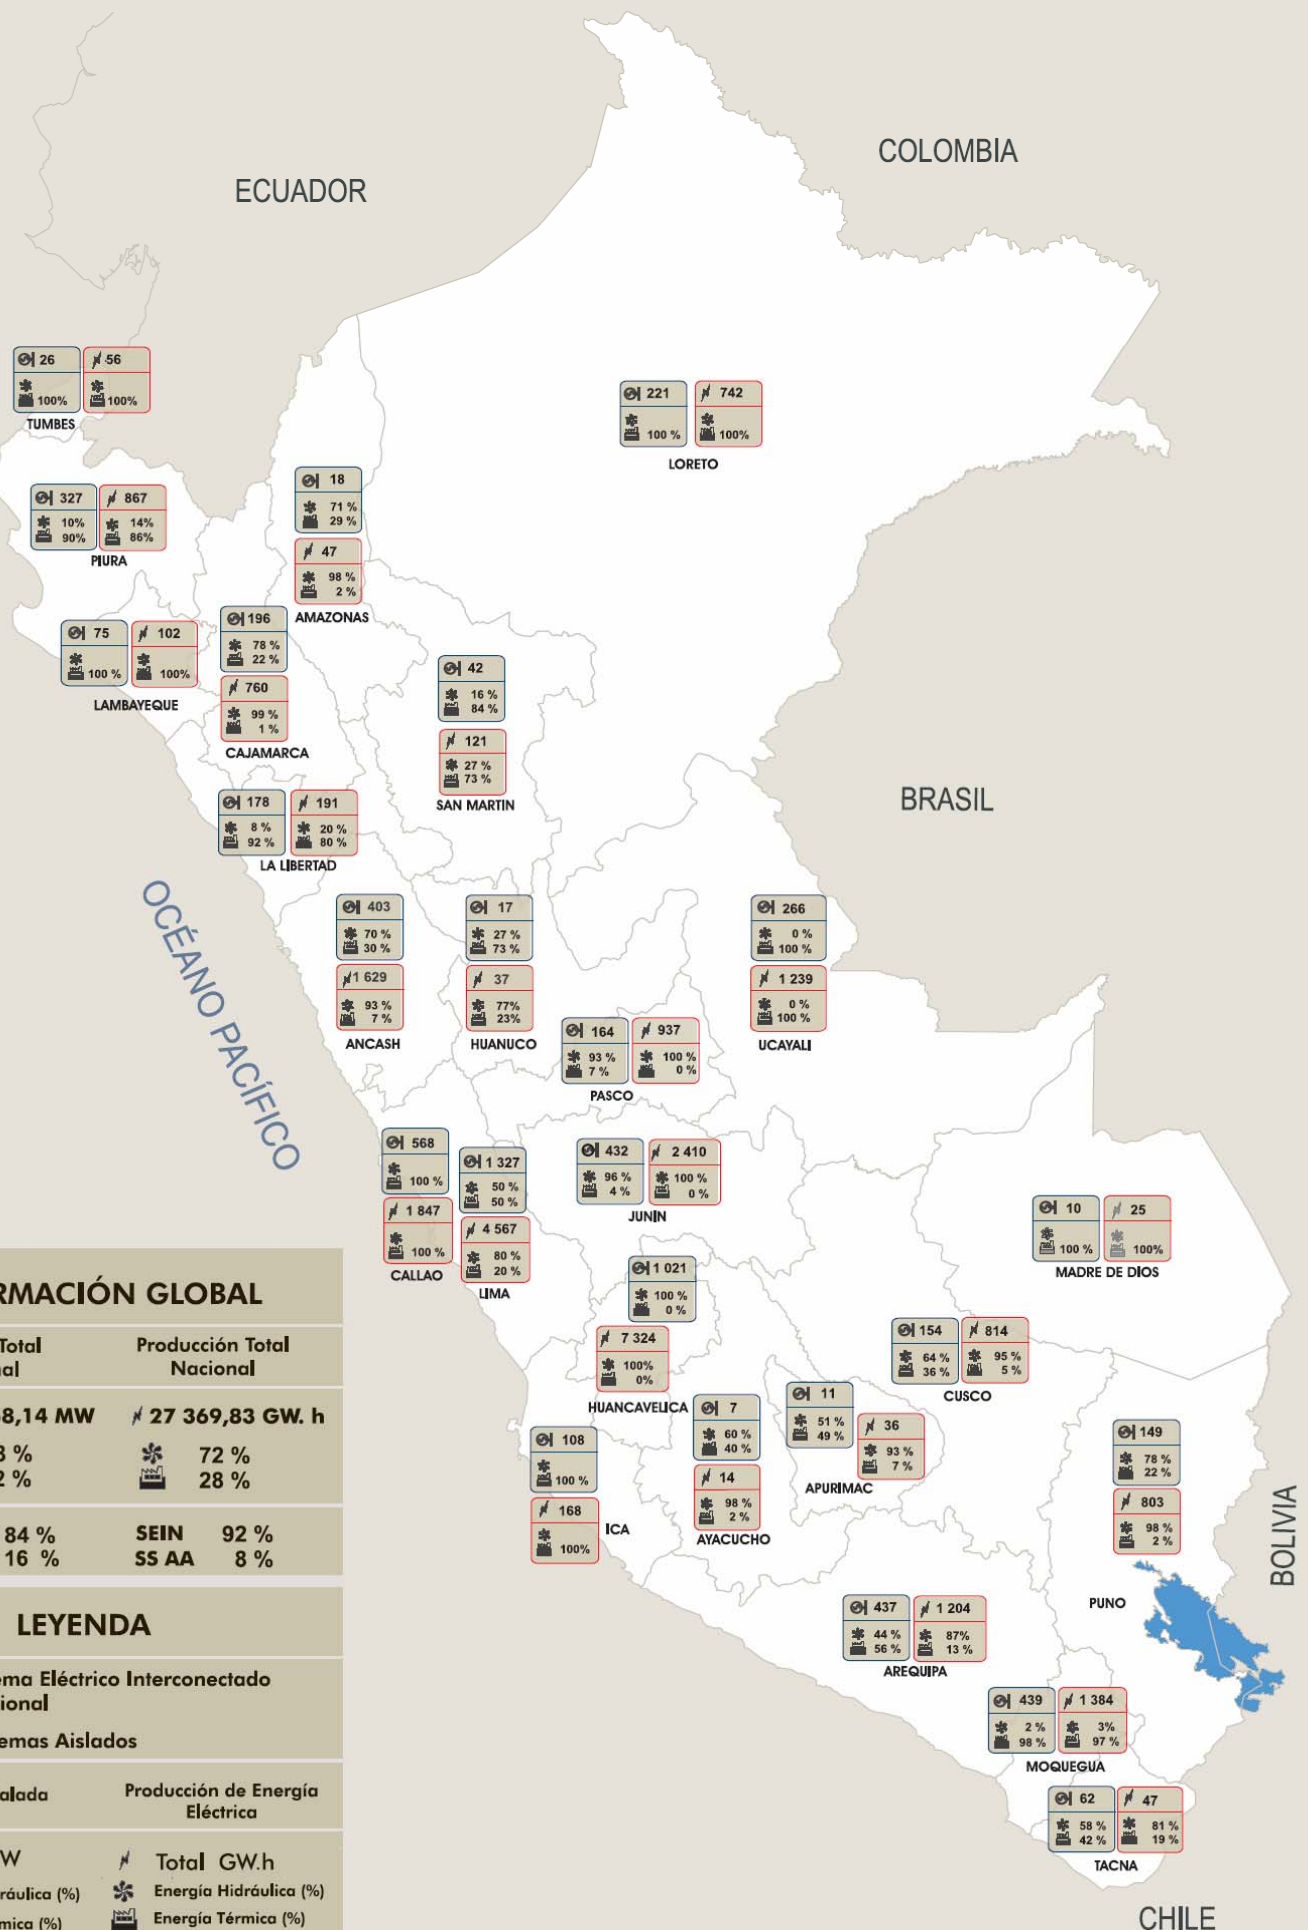 COLOMBIA
ECUADOR
26 56
100% 100%
TUMBES
221 742
100 % 100%
LORETO
327 867
10% 14%
90% 86%
PIURA
18
71 %
29 %
47
98 %
2 %
AMAZONAS
75 102
100 % 100%
LAMBAYEQUE
196
78 %
22 %
760
99 %
1 %
CAJAMARCA
42
16 %
84 %
121
27 %
73 %
SAN MARTIN
BRASIL
178 191
8 % 20 %
92 % 80 %
LA LIBERTAD
OCÉANO PACÍFICO
403
70 %
30 %
1 629
93 %
7 %
ANCASH
17
27 %
73 %
37
77%
23%
HUANUCO
266
0 %
100 %
1 239
0 %
100 %
UCAYALI
164 937
93 % 100 %
7 % 0 %
PASCO
568
100 %
1 847
100 %
CALLAO
1 327
50 %
50 %
4 567
80 %
20 %
LIMA
432 2 410
96 % 100 %
4 % 0 %
JUNIN
10 25
100 % 100%
MADRE DE DIOS
1 021
100 %
0 %
7 324
100%
0%
HUANCAVELICA
154 814
64 % 95 %
36 % 5 %
CUSCO
11
51 %
49 %
36
93 %
7 %
APURIMAC
7
60 %
40 %
14
98 %
2 %
AYACUCHO
108
100 %
168
100%
ICA
149
78 %
22 %
803
98 %
2 %
PUNO
BOLIVIA
437 1 204
44 % 87%
56 % 13 %
AREQUIPA
439 1 384
2 % 3%
98 % 97 %
MOQUEGUA
62 47
58 % 81 %
42 % 19 %
TACNA
CHILE
RMACIÓN GLOBAL
Total
al
Producción Total
Nacional
8,14 MW 27 369,83 GW. h
% 72 %
2 % 28 %
84 % SEIN 92 %
16 % SS AA 8 %
LEYENDA
ema Eléctrico Interconectado
ional
emas Aislados
alada
Producción de Energía
Eléctrica
W Total GW.h
ráulica (%) Energía Hidráulica (%)
mica (%) Energía Térmica (%)